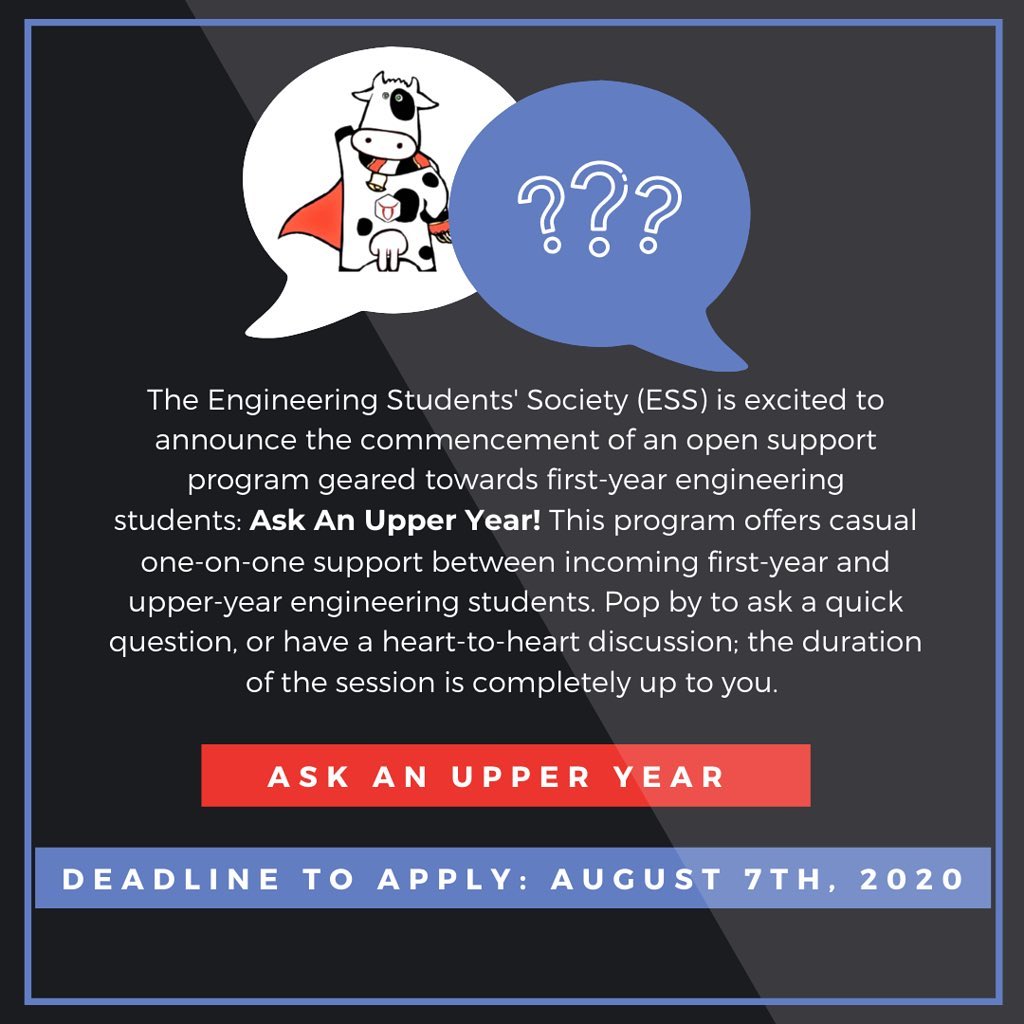 ???
The Engineering Students' Society (ESS) is excited to
announce the commencement of an open support
program geared towards first-year engineering
students: Ask An Upper Year! This program offers casual
one-on-one support between incoming first-year and
upper-year engineering students. Pop by to ask a quick
question, or have a heart-to-heart discussion; the duration
of the session is completely up to you.
ASK AN UPPER YEAR
DEADLINE TO APPLY: AUGUST 7TH, 2020